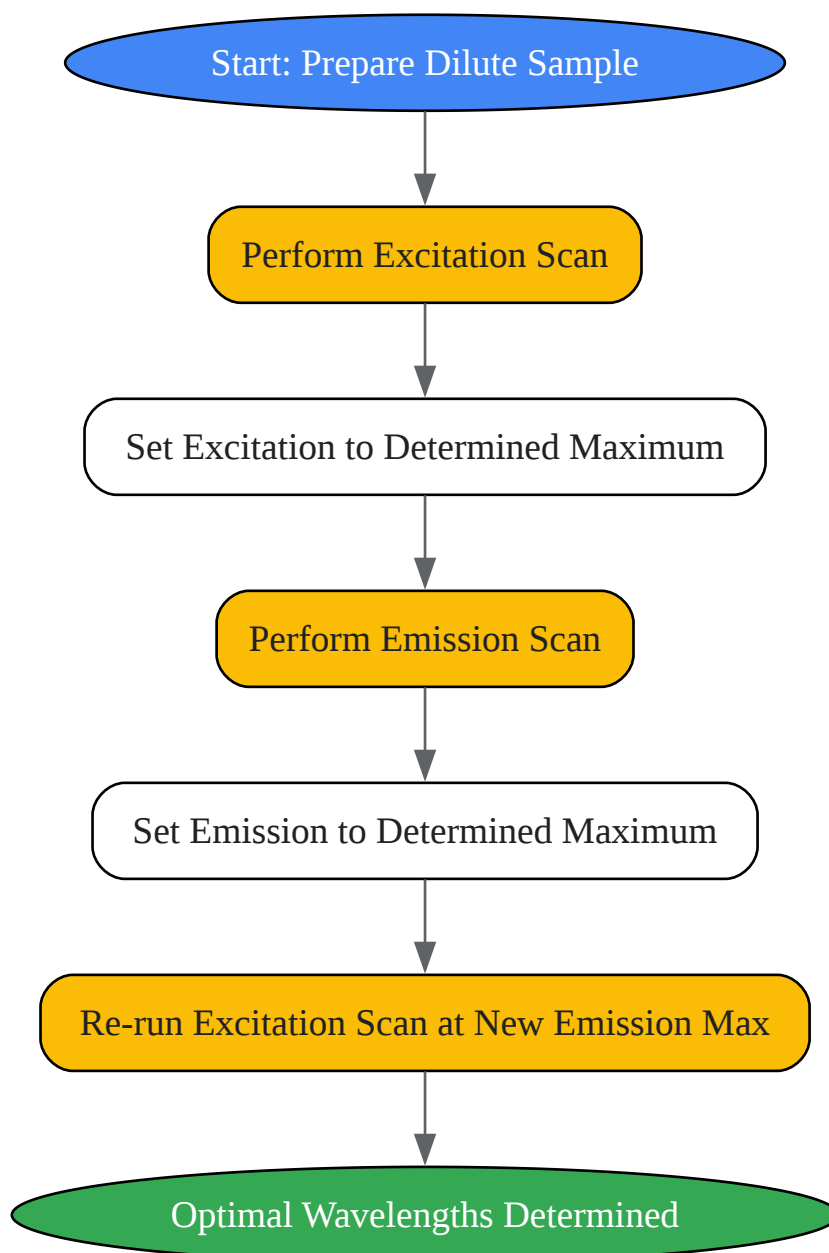 Start: Prepare Dilute Sample
Perform Excitation Scan
Set Excitation to Determined Maximum
Perform Emission Scan
Set Emission to Determined Maximum
Re-run Excitation Scan at New Emission Max
Optimal Wavelengths Determined